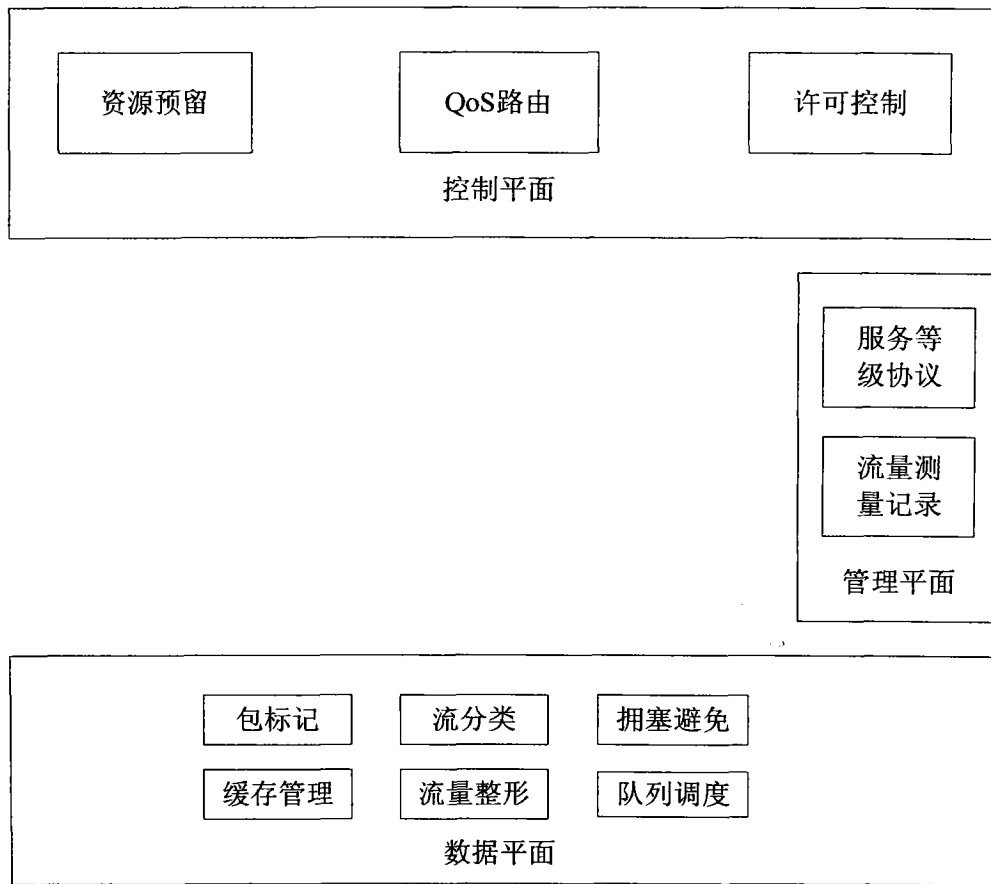 资源预留
QoS路由
许可控制
控制平面
服务等
级协议
流量测
量记录
管理平面
包标记
流分类
拥塞避免
缓存管理
流量整形
队列调度
数据平面